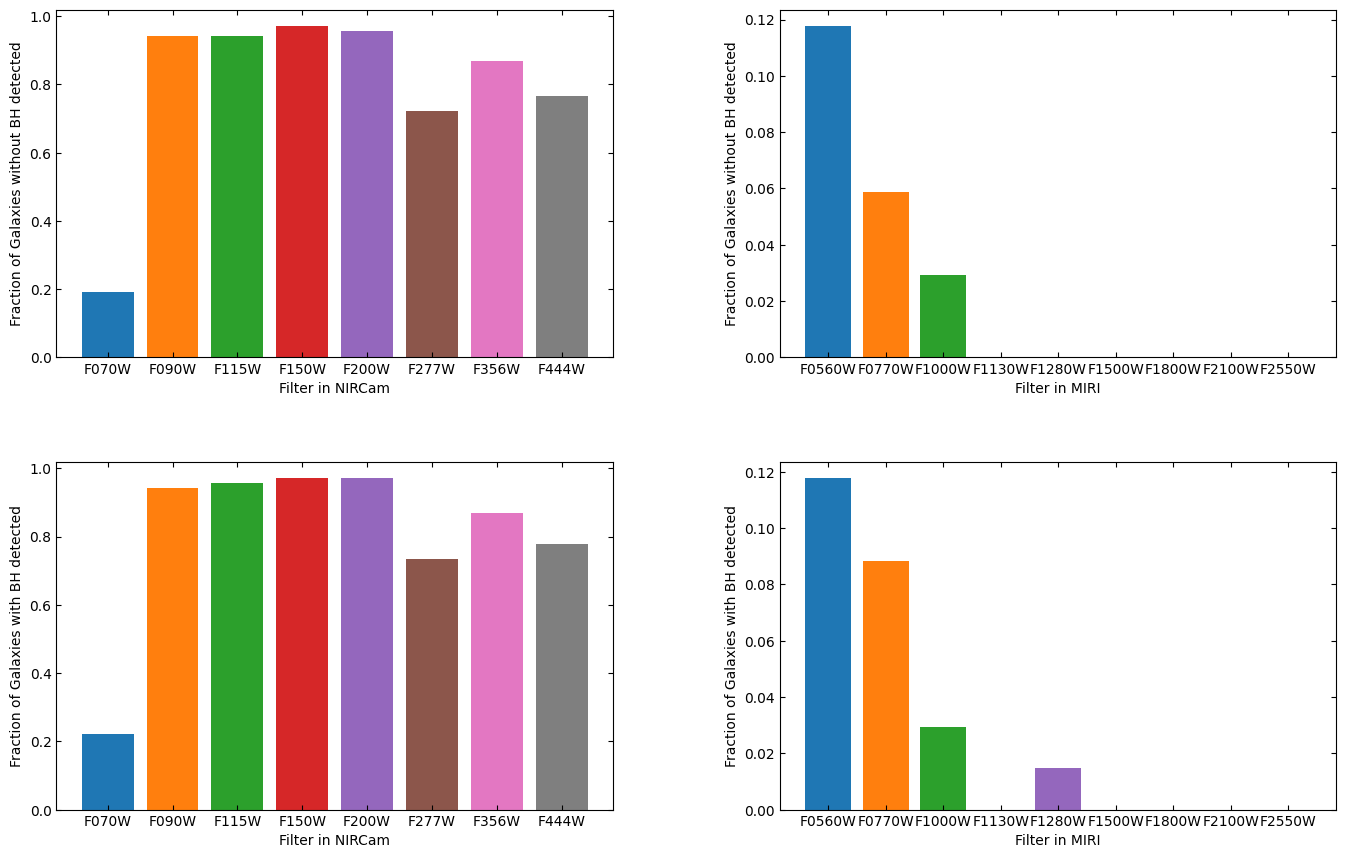 Fraction of Galaxies without BH detected
1.0
0.8
0.6
0.4
0.2
0.0
F070W F090W F115W F150W F200W F277W F356W F444W
Filter in NIRCam
Fraction of Galaxies without BH detected
0.12
0.10
0.08
0.06
0.04
0.02
0.00
F0560W F0770W F1000W F1130W F1280W F1500W F1800W F2100W F2550W
Filter in MIRI
Fraction of Galaxies with BH detected
1.0
0.8
0.6
0.4
0.2
0.0
F070W F090W F115W F150W F200W F277W F356W F444W
Filter in NIRCam
Fraction of Galaxies with BH detected
0.12
0.10
0.08
0.06
0.04
0.02
0.00
F0560W F0770W F1000W F1130W F1280W F1500W F1800W F2100W F2550W
Filter in MIRI